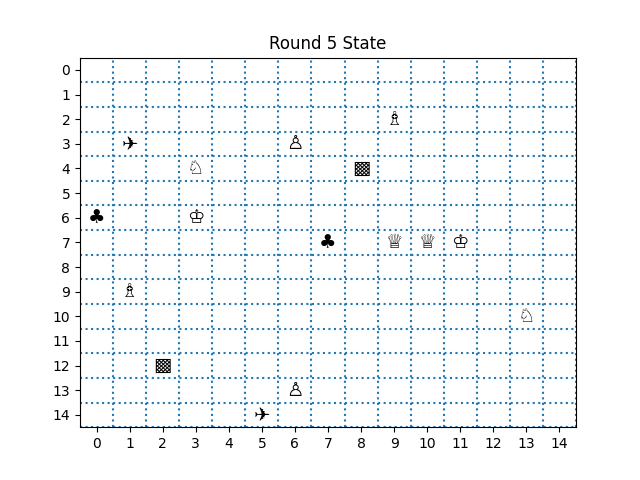 Round 5 State
0
1
2 ♗
3 ✈ ♙
4 ♘ ▩
5
6 ♣ ♔
7 ♣ ♕ ♕ ♔
8
9 ♗
10 ♘
11
12 ▩
13 ♙
14 ✈
0 1 2 3 4 5 6 7 8 9 10 11 12 13 14